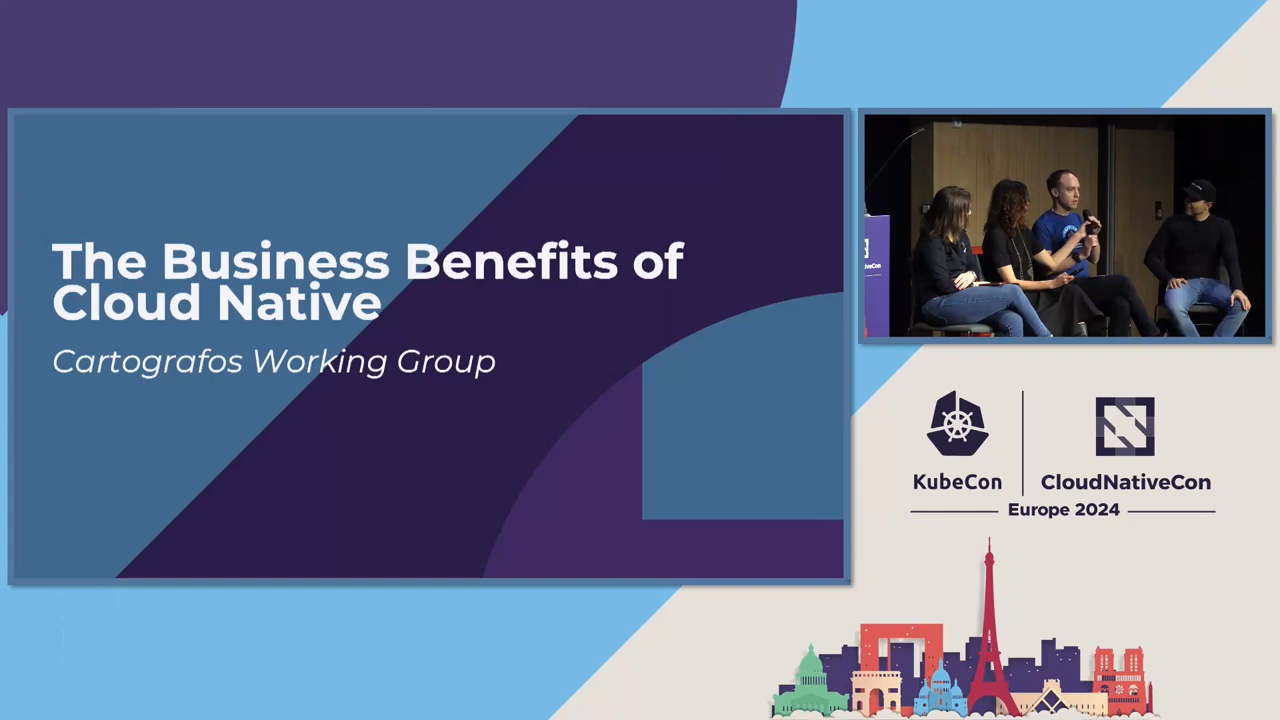 The Business Benefits of
Cloud Native
Cartografos Working Group
KubeCon
CloudNativeCon
Europe 2024